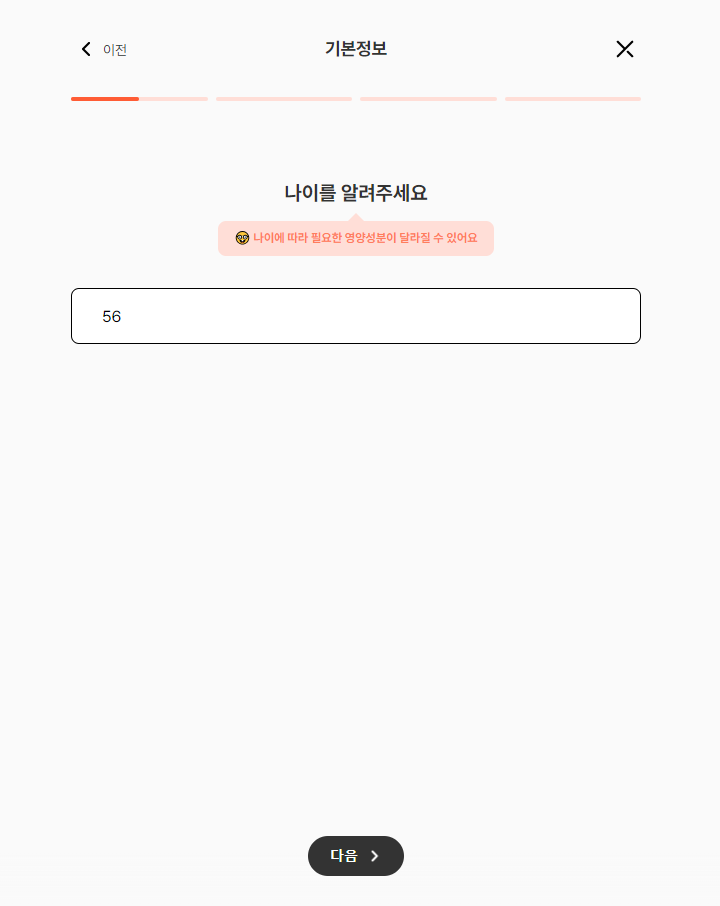 이전
기본정보
나이를 알려주세요
🤓 나이에 따라 필요한 영양성분이 달라질 수 있어요
56
다음